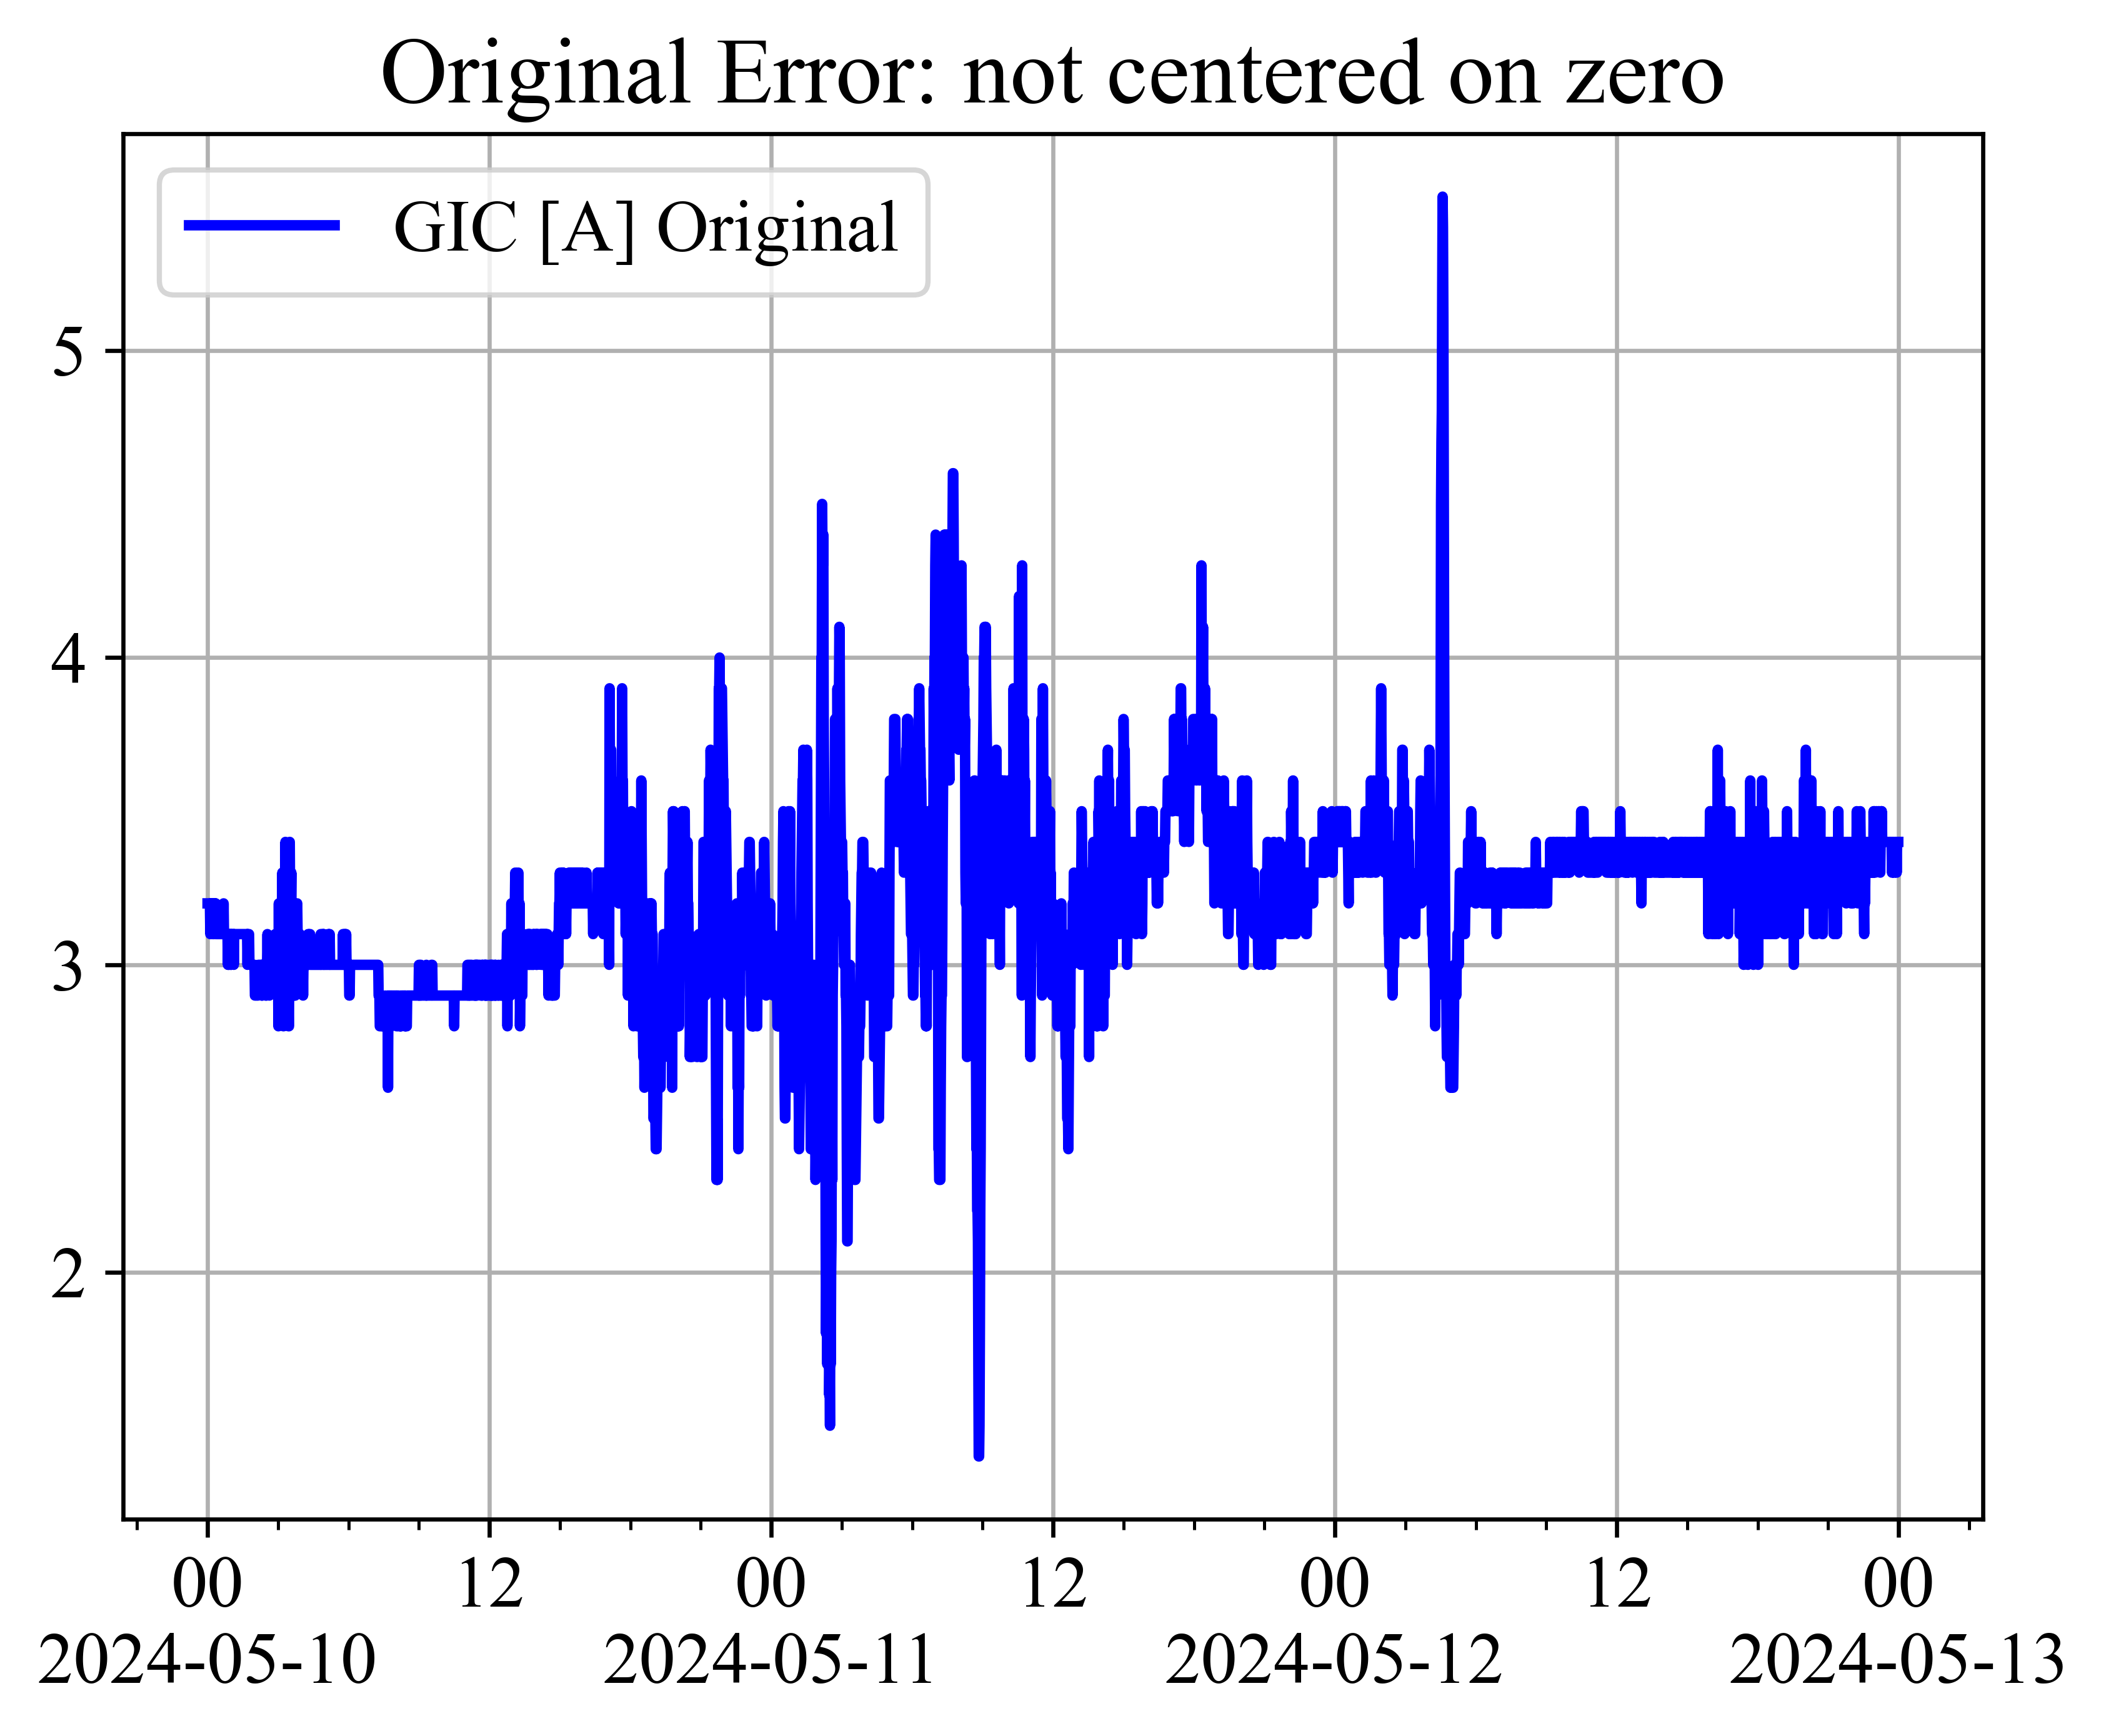 Original Error: not centered on zero
GIC [A] Original
5
4
3
2
00 12 00 12 00 12 00
2024-05-10 2024-05-11 2024-05-12 2024-05-13